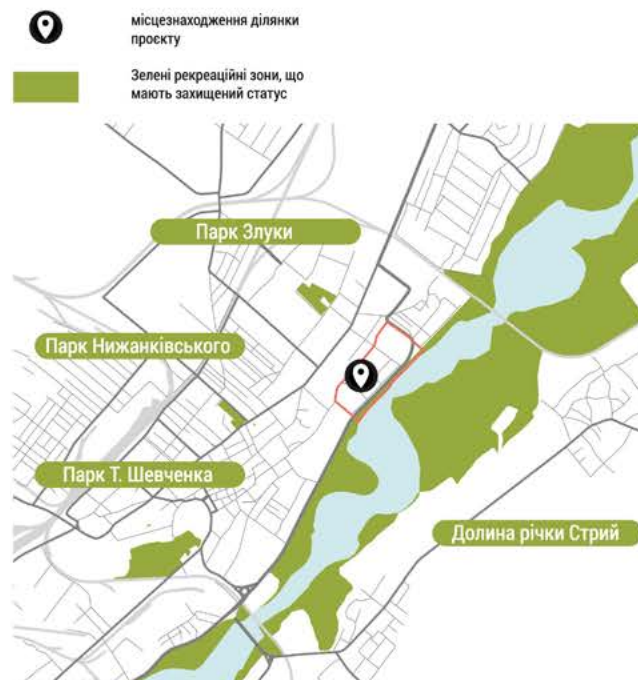 місцезнаходження ділянки
проєкту
Зелені рекреаційні зони, що
мають захищений статус
Парк Злуки
Парк Нижанківського
Парк Т. Шевченка
Долина річки Стрий